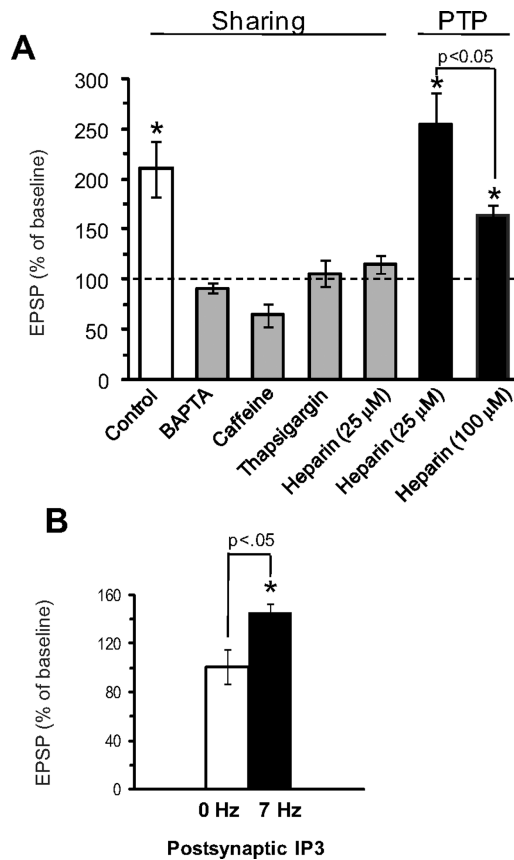 Sharing PTP
A
p<0.05
* * *
EPSP (% of baseline)
300
250
200
150
100
50
0
Control
BAPTA
Caffeine
Thapsigargin
Heparin (25 µM)
Heparin (25 µM)
Heparin (100 µM)
B
p<.05
*
EPSP (% of baseline)
160
120
80
40
0
0 Hz 7 Hz
Postsynaptic IP3